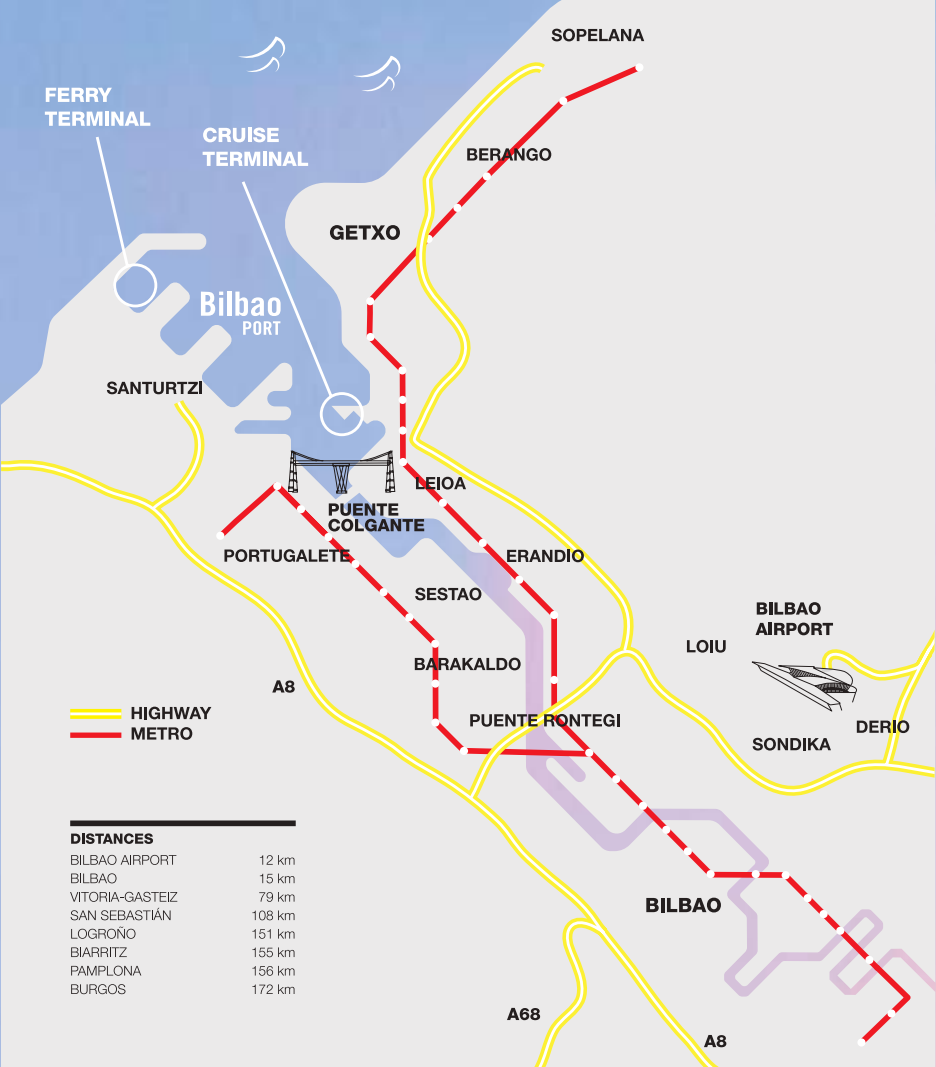 SOPELANA
FERRY
TERMINAL
CRUISE
TERMINAL
BERANGO
GETXO
Bilbao
PORT
SANTURTZI
LEIOA
PUENTE
COLGANTE
PORTUGALETE
ERANDIO
SESTAO
BILBAO
AIRPORT
LOIU
BARAKALDO
A8
HIGHWAY
METRO
PUENTE RONTEGI
DERIO
SONDIKA
DISTANCES
BILBAO AIRPORT 12 km
BILBAO 15 km
VITORIA-GASTEIZ 79 km
SAN SEBASTIÁN 108 km
LOGROÑO 151 km
BIARRITZ 155 km
PAMPLONA 156 km
BURGOS 172 km
BILBAO
A68
A8